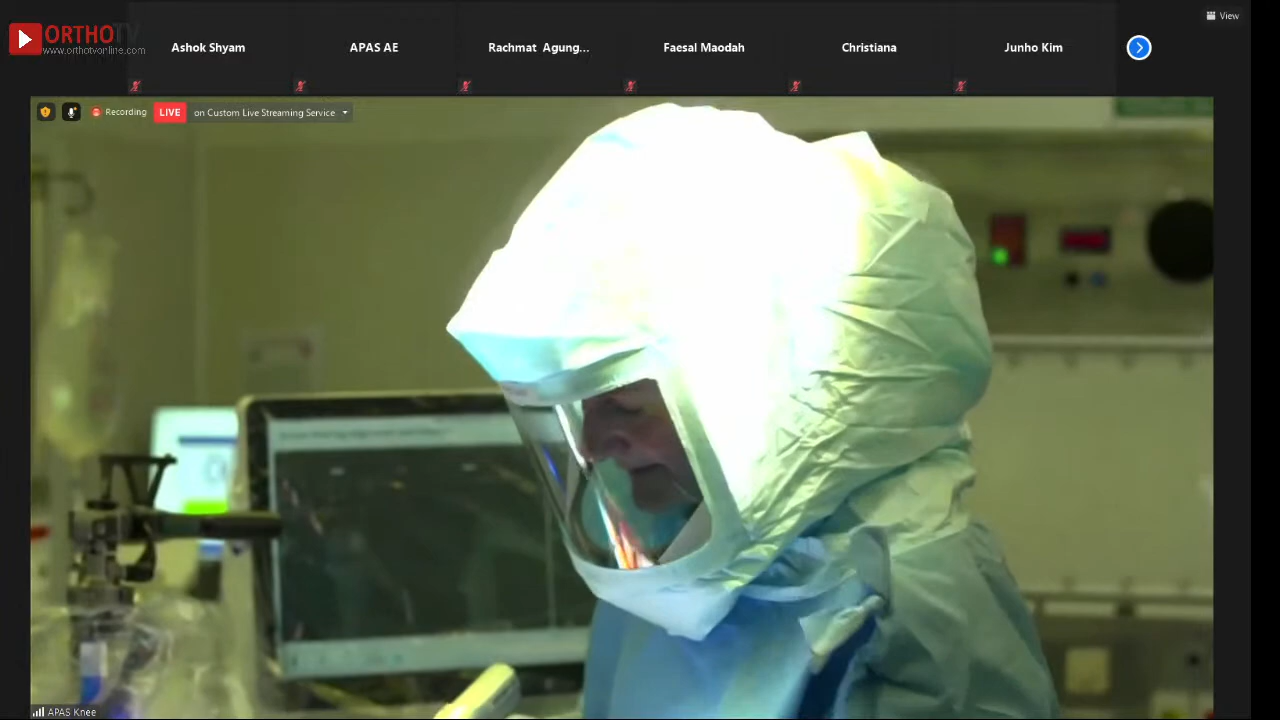 View
ORTHOTV
www.orthotvonline.com
Ashok Shyam
APAS AE
Rachmat Agung...
Faesal Maodah
Christiana
Junho Kim
Recording
LIVE
on Custom Live Streaming Service
APAS Knee